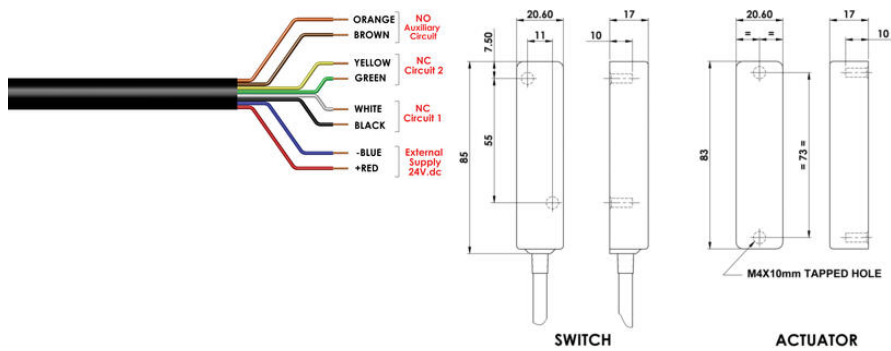 ORANGE
BROWN
NO
Auxiliary
Circuit
YELLOW
GREEN
NC
Circuit 2
WHITE
BLACK
NC
Circuit 1
-BLUE
+RED
External
Supply
24V.dc
20.60
11
7.50
85
55
17
10
SWITCH
20.60
= =
83
= 73 =
17
10
M4X10mm TAPPED HOLE
ACTUATOR